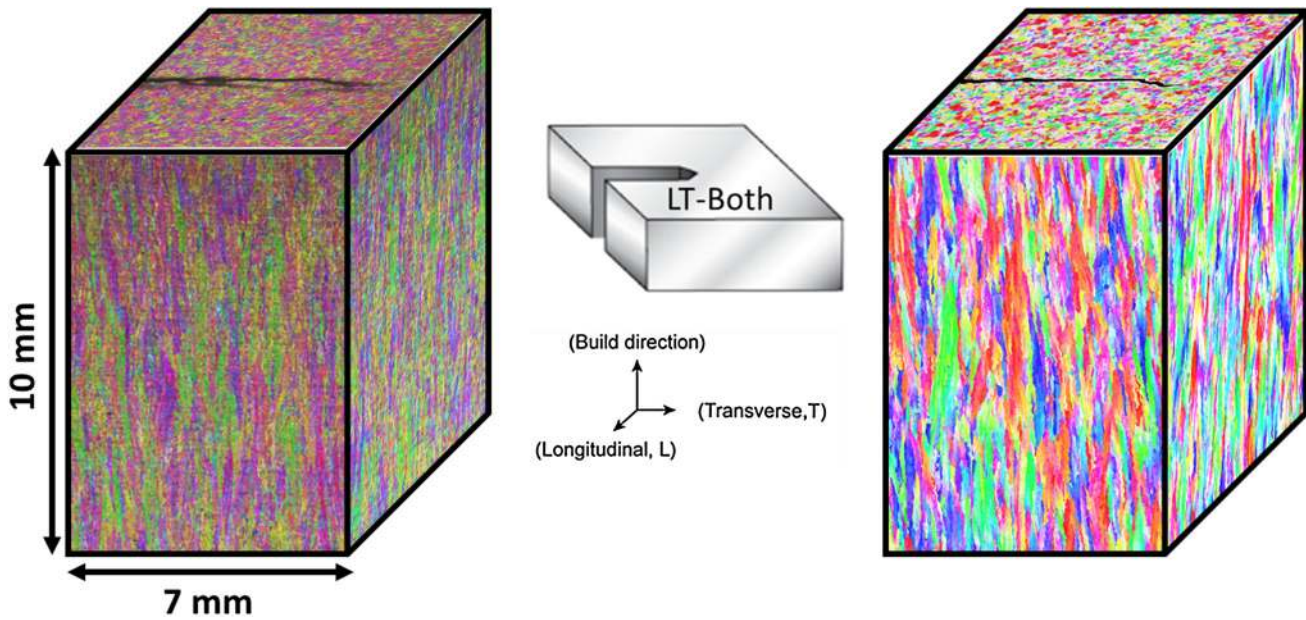 LT-Both
10 mm
(Build direction)
(Transverse,T)
(Longitudinal, L)
7 mm